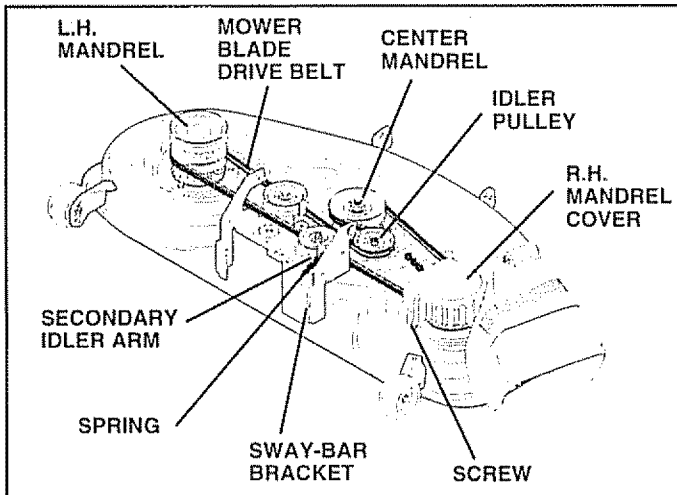 L.H.
MANDREL
MOWER
BLADE
DRIVE BELT
CENTER
MANDREL
IDLER
PULLEY
R.H.
MANDREL
COVER
SECONDARY
IDLER ARM
SPRING
SWAY-BAR
BRACKET
SCREW